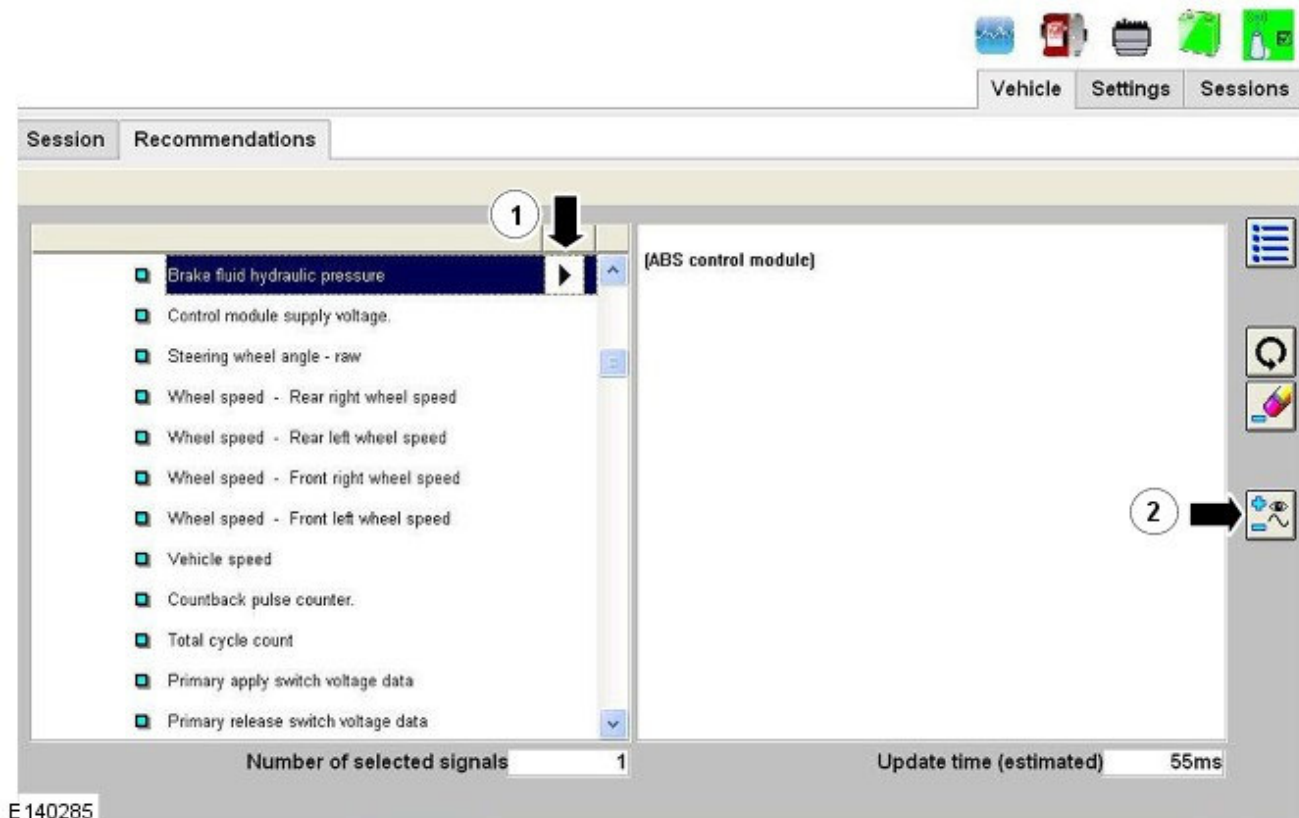 Vehicle Settings Sessions
Session Recommendations
1
Brake fluid hydraulic pressure
(ABS control module)
Control module supply voltage.
Steering wheel angle - raw
Wheel speed - Rear right wheel speed
Wheel speed - Rear left wheel speed
Wheel speed - Front right wheel speed
Wheel speed - Front left wheel speed
2
Vehicle speed
Countback pulse counter.
Total cycle count
Primary apply switch voltage data
Primary release switch voltage data
Number of selected signals 1
Update time (estimated) 55ms
E140285